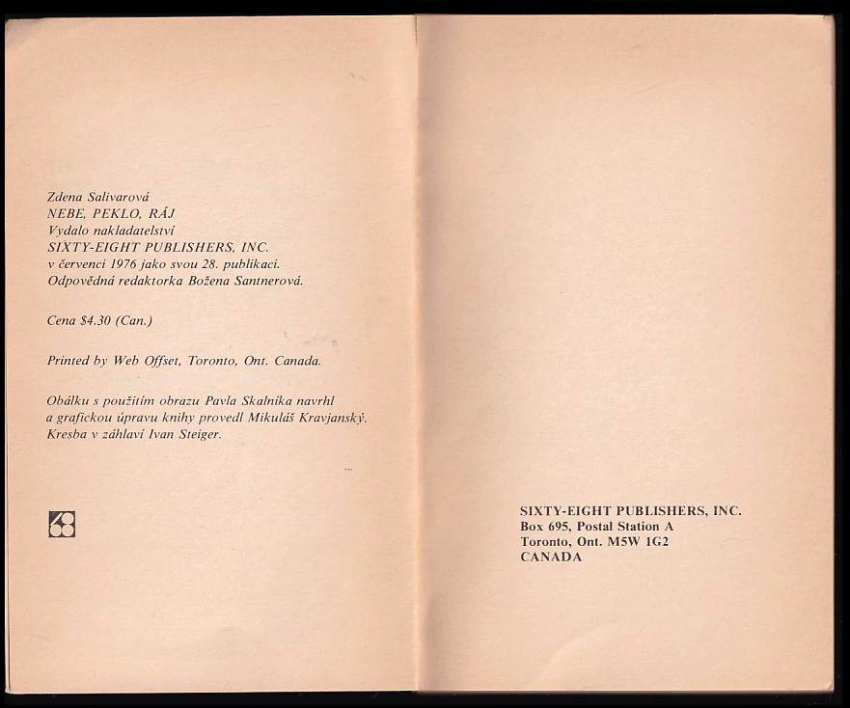 Zdena Salivarová
NEBE, PEKLO, RÁJ
Vydalo nakladatelství
SIXTY-EIGHT PUBLISHERS, INC.
v červenci 1976 jako svou 28. publikaci.
Odpovědná redaktorka Božena Santnerová.
Cena $4.30 (Can.)
Printed by Web Offset, Toronto, Ont. Canada.
Obálku s použitím obrazu Pavla Skalníka navrhl
a grafickou úpravu knihy provedl Mikuláš Kravjanský.
Kresba v záhlaví Ivan Steiger.
68
SIXTY-EIGHT PUBLISHERS, INC.
Box 695, Postal Station A
Toronto, Ont. M5W 1G2
CANADA